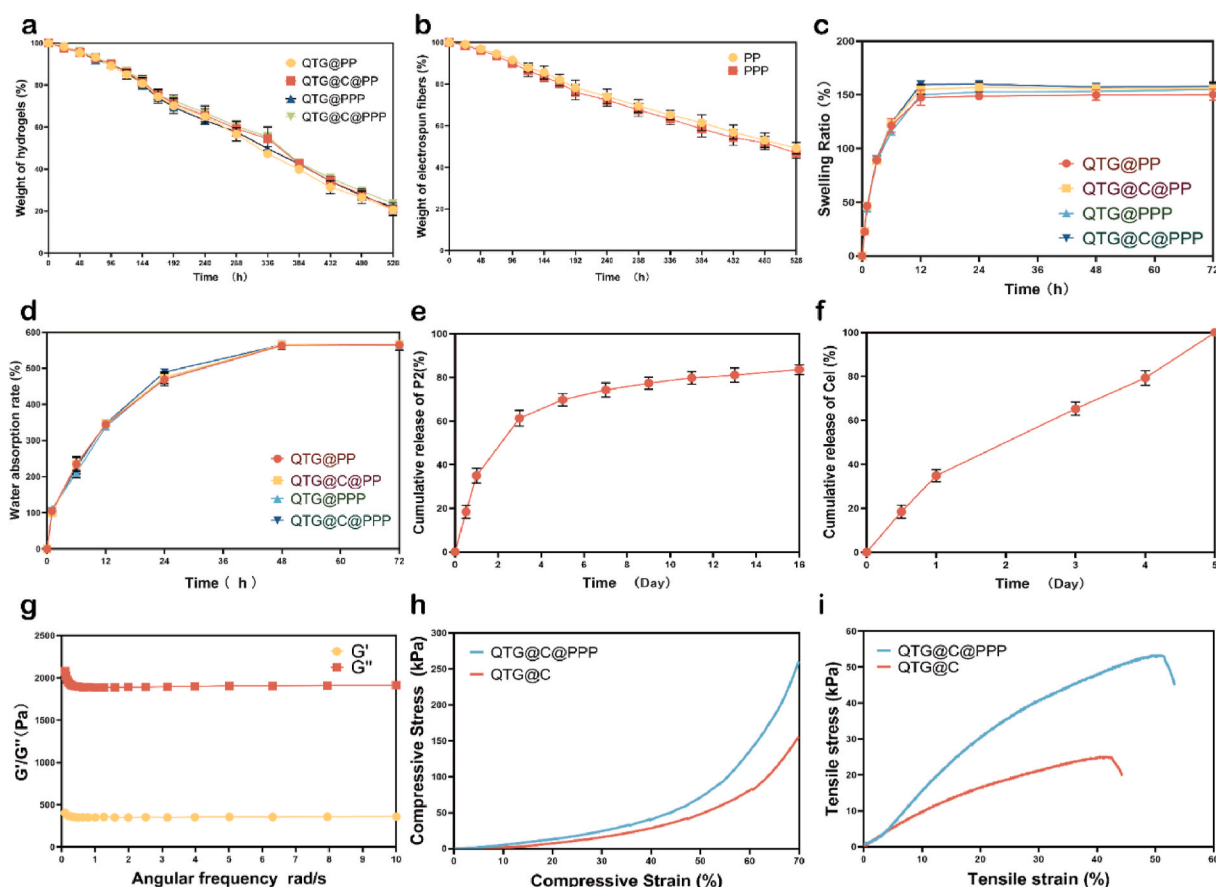 a
Weight of hydrogels (%)
100
80
60
40
20
0
QTG@PP
QTG@C@PP
QTG@PPP
QTG@C@PPP
0 48 96 144 192 240 288 336 384 432 480 528
Time (h)
b
Weight of electrospun fibers (%)
100
80
60
40
20
0
PP
PPP
0 48 96 144 192 240 288 336 384 432 480 528
Time (h)
c
Swelling Ratio (%)
200
150
100
50
0
QTG@PP
QTG@C@PP
QTG@PPP
QTG@C@PPP
0 12 24 36 48 60 72
Time (h)
d
Water absorption rate (%)
600
500
400
300
200
100
0
QTG@PP
QTG@C@PP
QTG@PPP
QTG@C@PPP
0 12 24 36 48 60 72
Time ( h)
e
Cumulative release of P2(%)
100
80
60
40
20
0
0 2 4 6 8 10 12 14 16
Time (Day)
f
Cumulative release of Cel (%)
100
80
60
40
20
0
0 1 2 3 4 5
Time (Day)
g
G'/G"(Pa)
2500
2000
1500
1000
500
0
G'
G"
0 1 2 3 4 5 6 7 8 9 10
Angular frequency rad/s
h
Compressive Stress (kPa)
300
250
200
150
100
50
0
QTG@C@PPP
QTG@C
0 10 20 30 40 50 60 70
Compressive Strain (%)
i
Tensile stress (kPa)
60
50
40
30
20
10
0
QTG@C@PPP
QTG@C
0 10 20 30 40 50 60
Tensile strain (%)